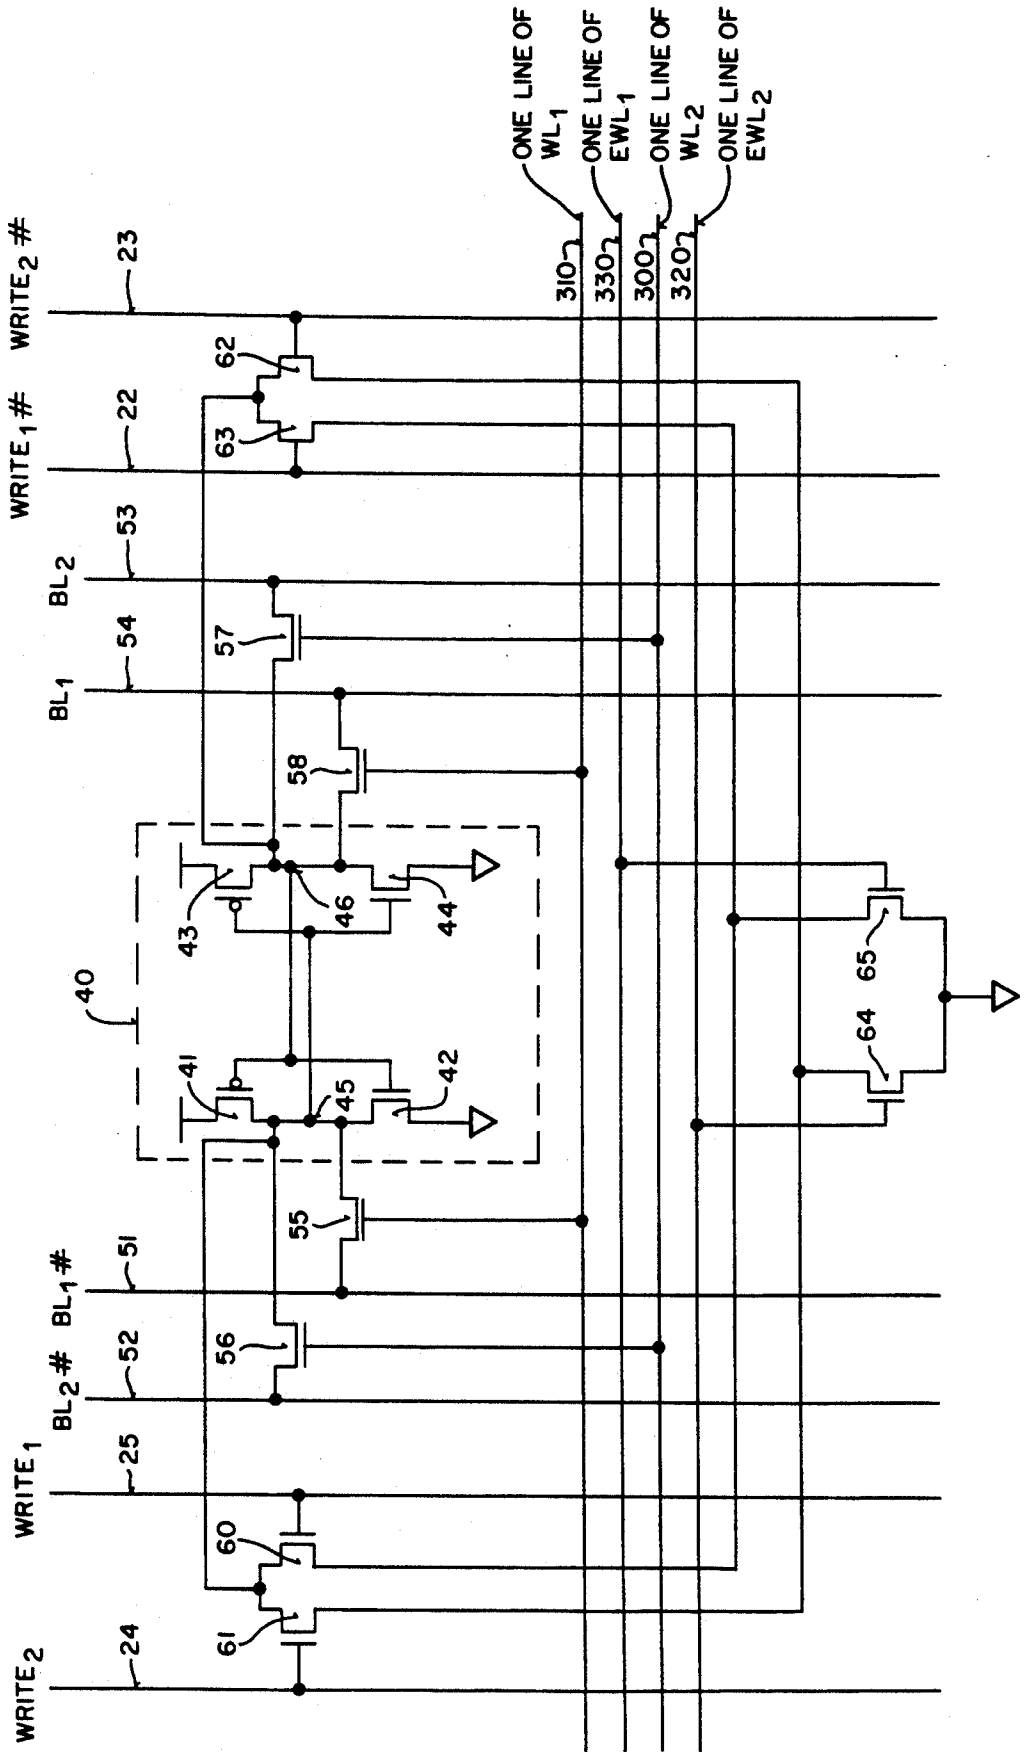 WRITE₂
WRITE₁
BL₂#
BL₁#
BL₁
BL₂
WRITE₁#
WRITE₂#
24
25
52
51
40
54
53
22
23
61
60
56
41
43
57
63
62
55
45
46
58
42
44
310
ONE LINE OF
WL₁
330
ONE LINE OF
EWL₁
300
ONE LINE OF
WL₂
320
ONE LINE OF
EWL₂
64
65